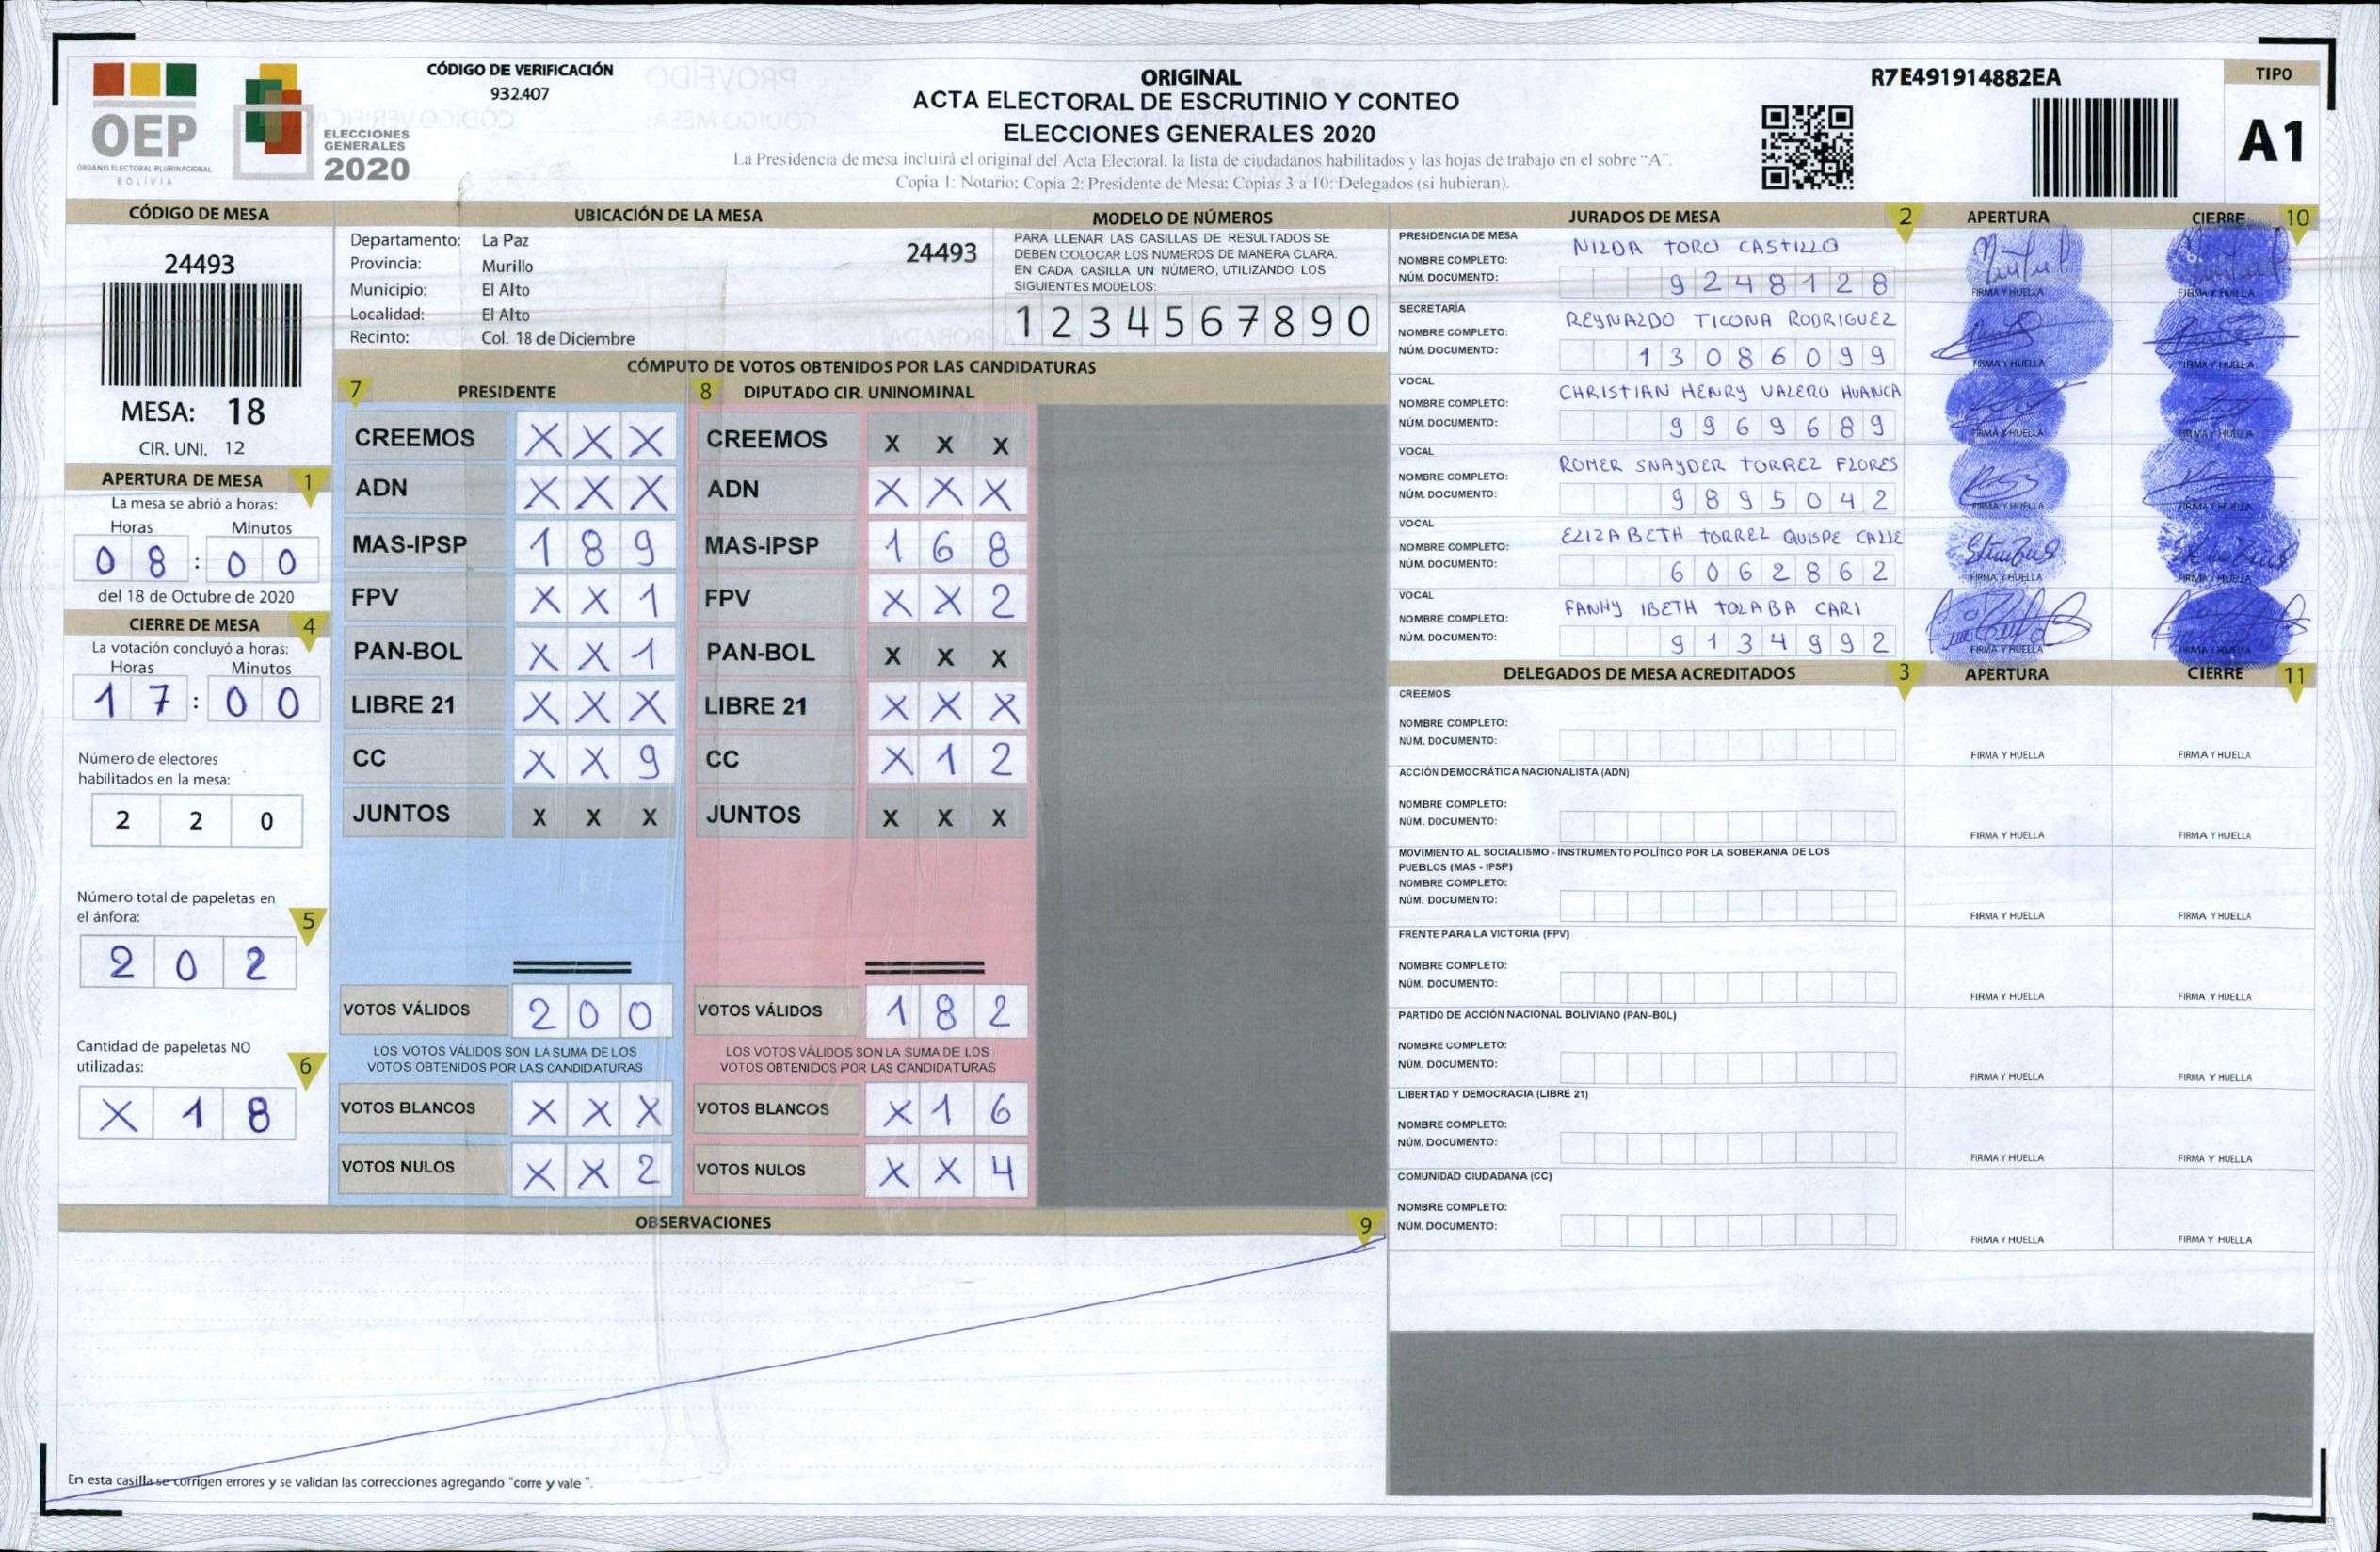 OEP
ÓRGANO ELECTORAL PLURINACIONAL
BOLIVIA
ELECCIONES
GENERALES
2020
CÓDIGO DE VERIFICACIÓN
932407
ORIGINAL
ACTA ELECTORAL DE ESCRUTINIO Y CONTEO
ELECCIONES GENERALES 2020
La Presidencia de mesa incluirá el original del Acta Electoral, la lista de ciudadanos habilitados y las hojas de trabajo en el sobre "A".
Copia 1: Notario; Copia 2: Presidente de Mesa; Copias 3 a 10: Delegados (si hubieran).
R7E491914882EA
TIPO
A1
CÓDIGO DE MESA
24493
MESA: 18
CIR. UNI. 12
APERTURA DE MESA 1
La mesa se abrió a horas:
Horas Minutos
08:00
del 18 de Octubre de 2020
CIERRE DE MESA 4
La votación concluyó a horas:
Horas Minutos
17:00
Número de electores
habilitados en la mesa:
2 2 0
Número total de papeletas en
el ánfora: 5
2 0 2
Cantidad de papeletas NO
utilizadas: 6
X 1 8
UBICACIÓN DE LA MESA
Departamento: La Paz
24493
Provincia: Murillo
Municipio: El Alto
Localidad: El Alto
Recinto: Col. 18 de Diciembre
MODELO DE NÚMEROS
PARA LLENAR LAS CASILLAS DE RESULTADOS SE
DEBEN COLOCAR LOS NÚMEROS DE MANERA CLARA.
EN CADA CASILLA UN NÚMERO, UTILIZANDO LOS
SIGUIENTES MODELOS:
1 2 3 4 5 6 7 8 9 0
CÓMPUTO DE VOTOS OBTENIDOS POR LAS CANDIDATURAS
7 PRESIDENTE
CREEMOS X X X
ADN X X X
MAS-IPSP 1 8 9
FPV X X 1
PAN-BOL X X 1
LIBRE 21 X X X
CC X X 9
JUNTOS X X X
VOTOS VÁLIDOS 2 0 0
LOS VOTOS VÁLIDOS SON LA SUMA DE LOS
VOTOS OBTENIDOS POR LAS CANDIDATURAS
VOTOS BLANCOS X X X
VOTOS NULOS X X 2
8 DIPUTADO CIR. UNINOMINAL
CREEMOS X X X
ADN X X X
MAS-IPSP 1 6 8
FPV X X 2
PAN-BOL X X X
LIBRE 21 X X X
CC X 1 2
JUNTOS X X X
VOTOS VÁLIDOS 1 8 2
LOS VOTOS VÁLIDOS SON LA SUMA DE LOS
VOTOS OBTENIDOS POR LAS CANDIDATURAS
VOTOS BLANCOS X 1 6
VOTOS NULOS X X 4
OBSERVACIONES 9
En esta casilla se corrigen errores y se validan las correcciones agregando "corre y vale ".
JURADOS DE MESA 2 APERTURA CIERRE 10
PRESIDENCIA DE MESA
NOMBRE COMPLETO: NILDA TORO CASTILLO
NÚM. DOCUMENTO: 9248128
FIRMA Y HUELLA FIRMA Y HUELLA
SECRETARÍA
NOMBRE COMPLETO: REYNALDO TICONA RODRIGUEZ
NÚM. DOCUMENTO: 13086099
FIRMA Y HUELLA FIRMA Y HUELLA
VOCAL
NOMBRE COMPLETO: CHRISTIAN HENRY VALERO HUANCA
NÚM. DOCUMENTO: 9969689
FIRMA Y HUELLA FIRMA Y HUELLA
VOCAL
NOMBRE COMPLETO: ROMER SNAYDER TORREZ FLORES
NÚM. DOCUMENTO: 9895042
FIRMA Y HUELLA FIRMA Y HUELLA
VOCAL
NOMBRE COMPLETO: ELIZABETH TORREZ QUISPE CALLE
NÚM. DOCUMENTO: 6062862
FIRMA Y HUELLA FIRMA Y HUELLA
VOCAL
NOMBRE COMPLETO: FANNY IBETH TOLABA CARI
NÚM. DOCUMENTO: 9134992
FIRMA Y HUELLA FIRMA Y HUELLA
DELEGADOS DE MESA ACREDITADOS 3 APERTURA CIERRE 11
CREEMOS
NOMBRE COMPLETO:
NÚM. DOCUMENTO:
FIRMA Y HUELLA FIRMA Y HUELLA
ACCIÓN DEMOCRÁTICA NACIONALISTA (ADN)
NOMBRE COMPLETO:
NÚM. DOCUMENTO:
FIRMA Y HUELLA FIRMA Y HUELLA
MOVIMIENTO AL SOCIALISMO - INSTRUMENTO POLÍTICO POR LA SOBERANIA DE LOS
PUEBLOS (MAS - IPSP)
NOMBRE COMPLETO:
NÚM. DOCUMENTO:
FIRMA Y HUELLA FIRMA Y HUELLA
FRENTE PARA LA VICTORIA (FPV)
NOMBRE COMPLETO:
NÚM. DOCUMENTO:
FIRMA Y HUELLA FIRMA Y HUELLA
PARTIDO DE ACCIÓN NACIONAL BOLIVIANO (PAN-BOL)
NOMBRE COMPLETO:
NÚM. DOCUMENTO:
FIRMA Y HUELLA FIRMA Y HUELLA
LIBERTAD Y DEMOCRACIA (LIBRE 21)
NOMBRE COMPLETO:
NÚM. DOCUMENTO:
FIRMA Y HUELLA FIRMA Y HUELLA
COMUNIDAD CIUDADANA (CC)
NOMBRE COMPLETO:
NÚM. DOCUMENTO:
FIRMA Y HUELLA FIRMA Y HUELLA